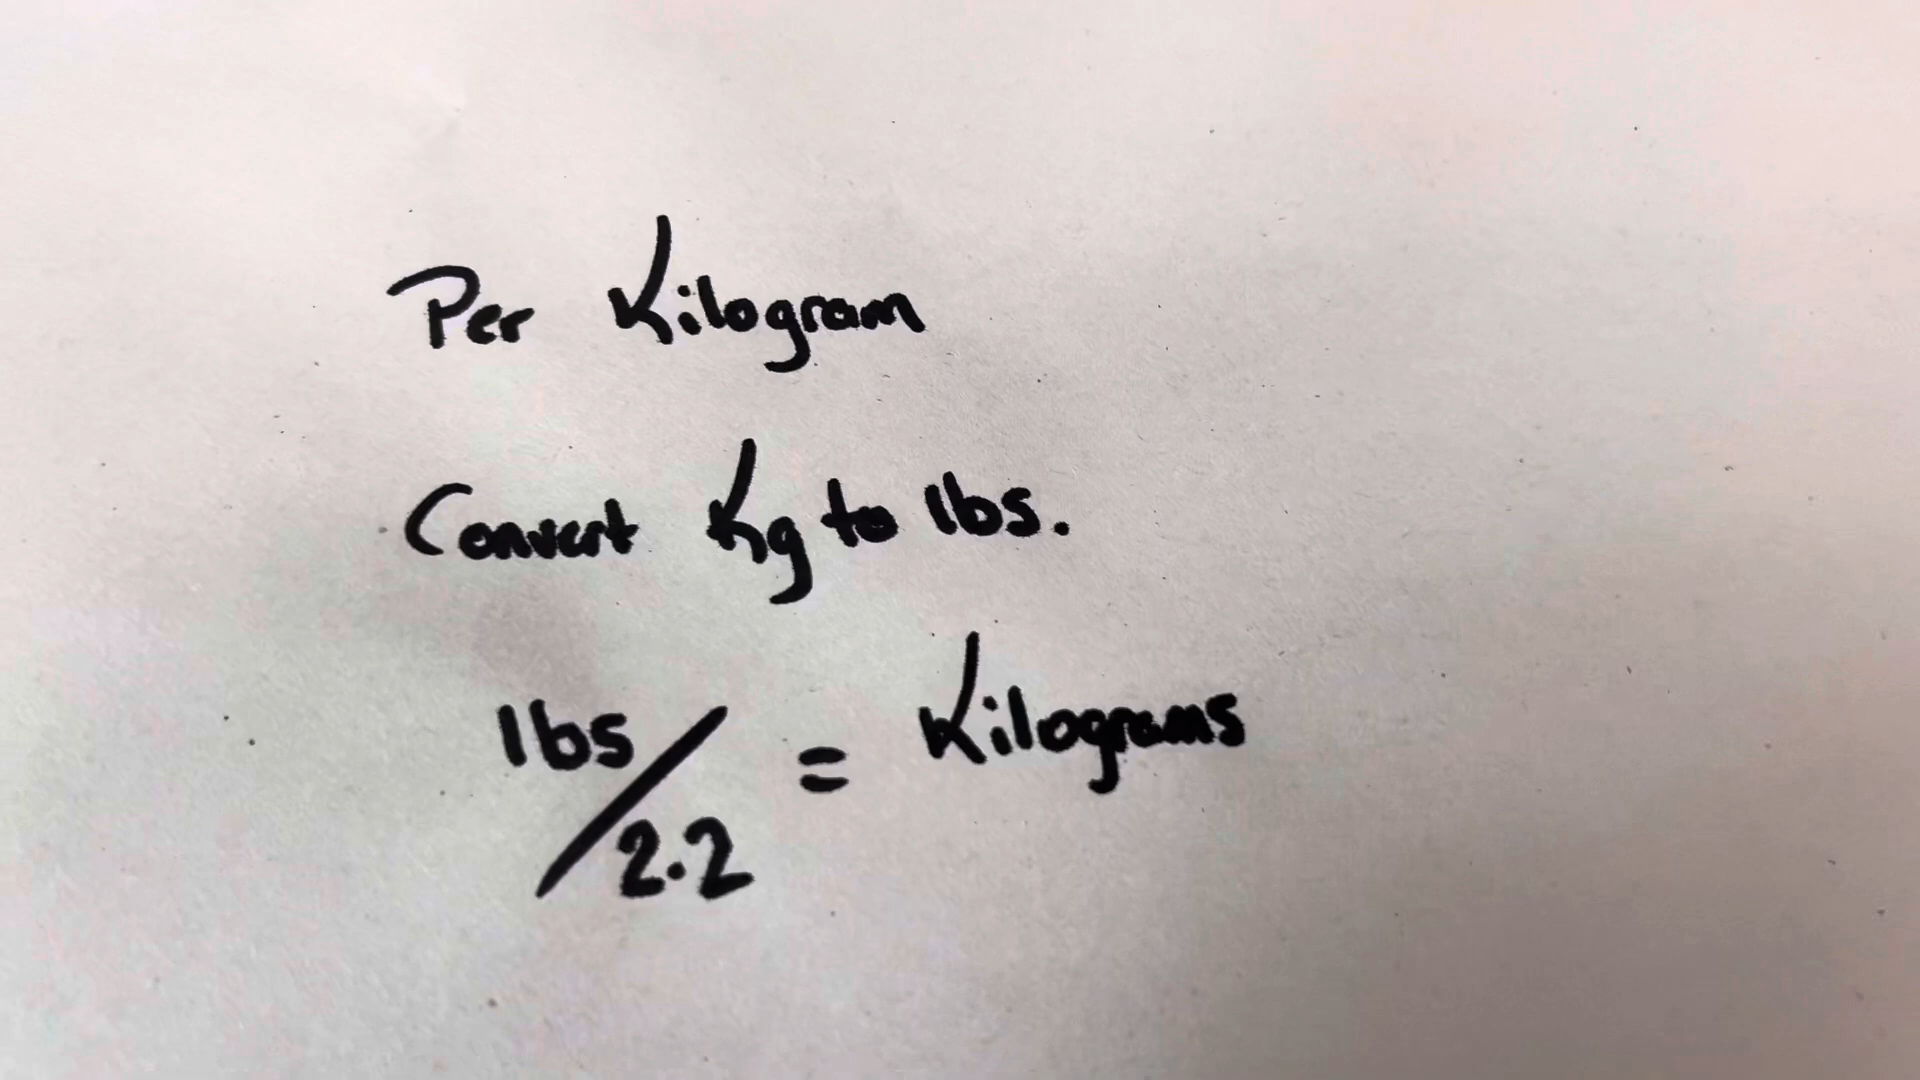 Per Kilogram
Convert Kg to lbs.
lbs/2.2 = Kilograms